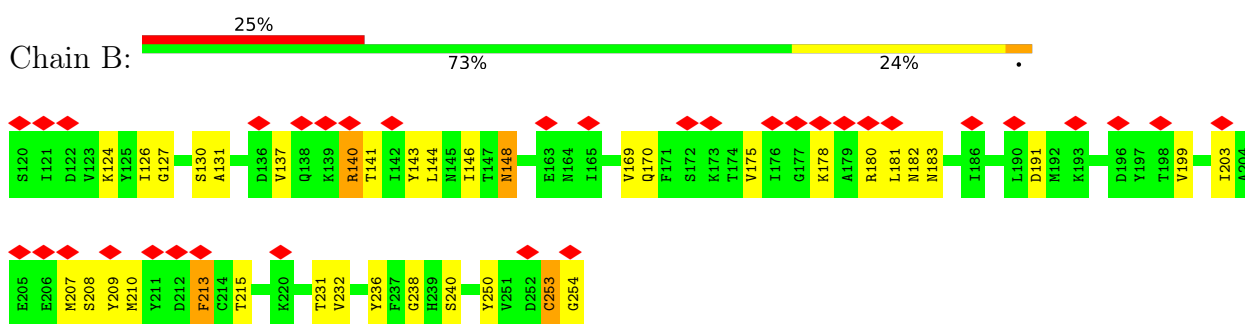 25%
Chain B:
73% 24% •
S120 I121 D122 V123 K124 Y125 I126 G127 S130 A131 D136 V137 Q138 K139 R140 T141 I142 Y143 L144 N145 I146 T147 N148 E163 N164 I165 V169 Q170 F171 S172 K173 T174 V175 I176 G177 K178 A179 R180 L181 N182 N183 I186 L190 D191 M192 K193 D196 Y197 T198 V199 I203 A204
E205 E206 M207 S208 Y209 M210 Y211 D212 F213 C214 T215 K220 T231 V232 Y236 F237 G238 H239 S240 Y250 V251 D252 C253 G254